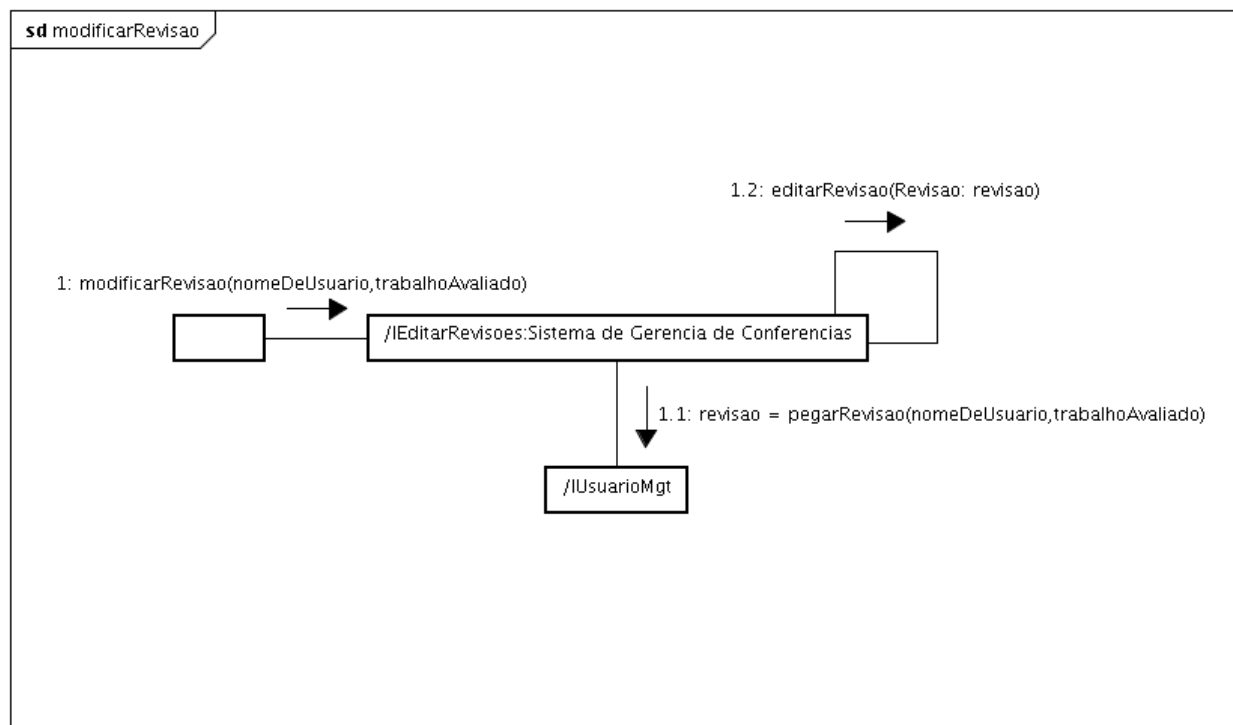 sd modificarRevisao
1.2: editarRevisao(Revisao: revisao)
1: modificarRevisao(nomeDeUsuario,trabalhoAvaliado)
/IEditarRevisoes:Sistema de Gerencia de Conferencias
1.1: revisao = pegarRevisao(nomeDeUsuario,trabalhoAvaliado)
/IUsuarioMgt